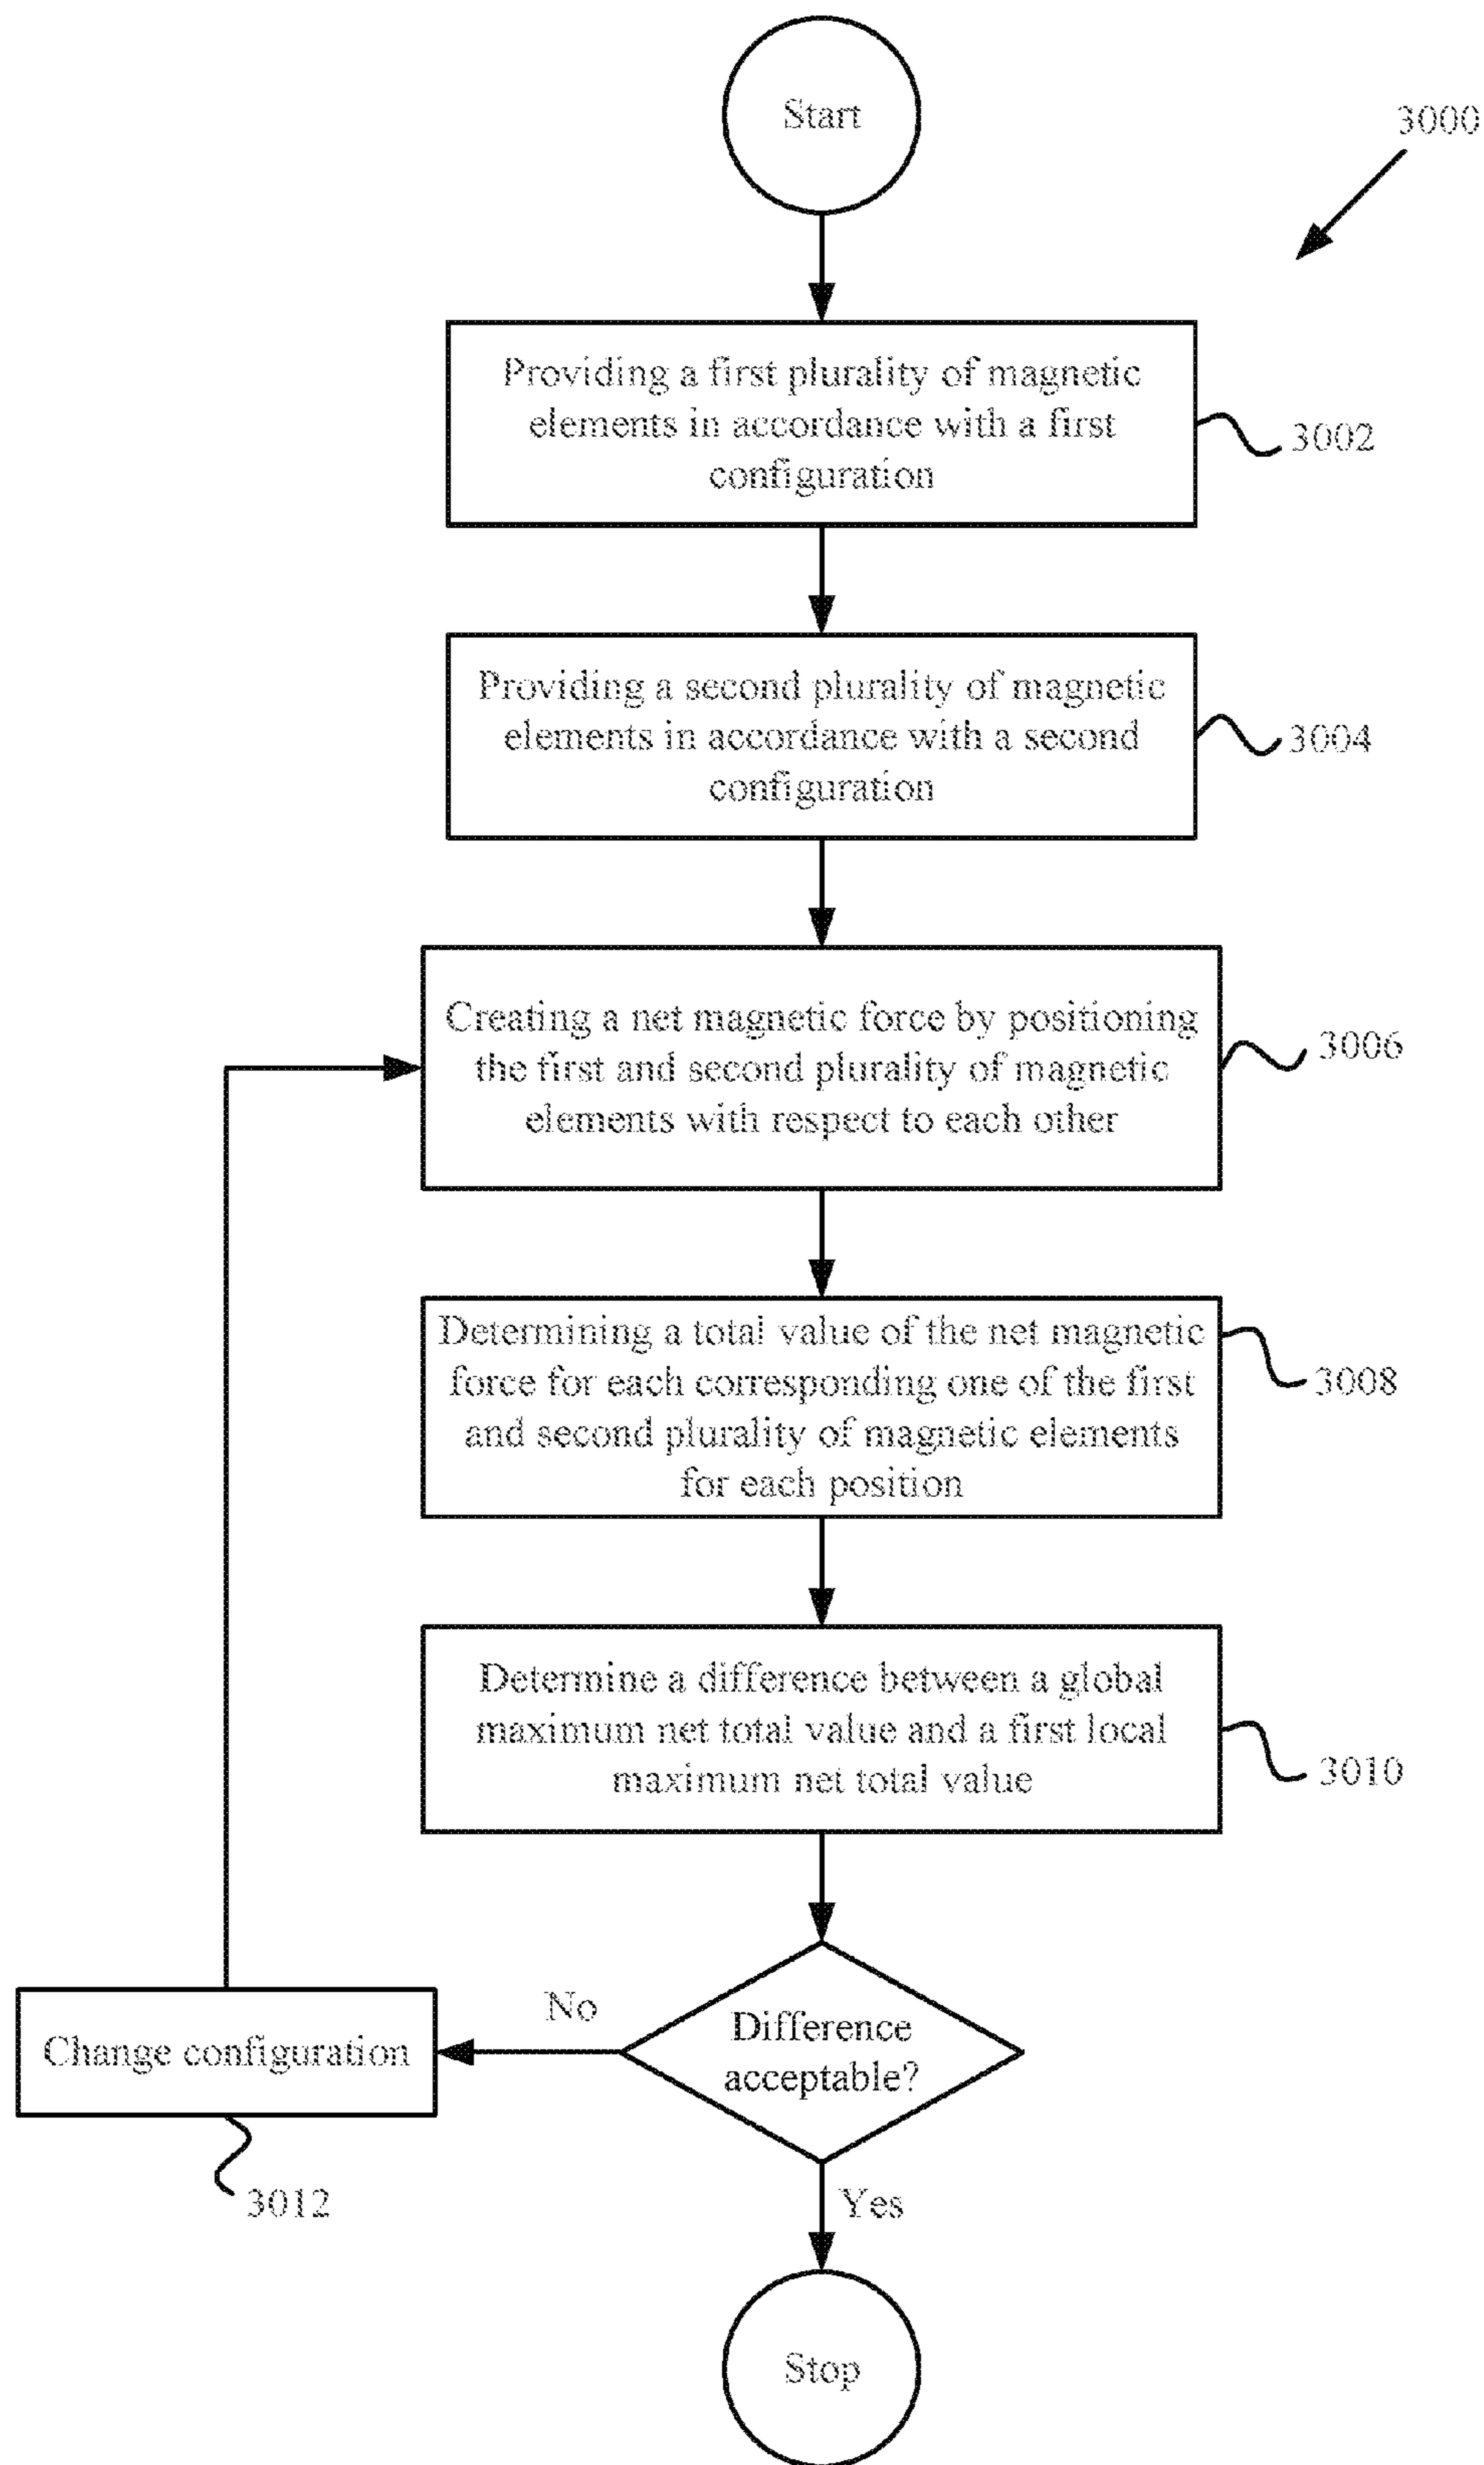 Start
3000
Providing a first plurality of magnetic
elements in accordance with a first
configuration
3002
Providing a second plurality of magnetic
elements in accordance with a second
configuration
3004
Creating a net magnetic force by positioning
the first and second plurality of magnetic
elements with respect to each other
3006
Determining a total value of the net magnetic
force for each corresponding one of the first
and second plurality of magnetic elements
for each position
3008
Determine a difference between a global
maximum net total value and a first local
maximum net total value
3010
Difference
acceptable?
No
Change configuration
3012
Yes
Stop